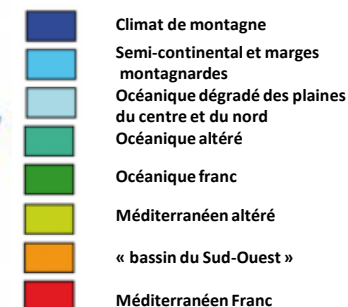 Climat de montagne
Semi-continental et marges
montagnardes
Océanique dégradé des plaines
du centre et du nord
Océanique altéré
Océanique franc
Méditerranéen altéré
« bassin du Sud-Ouest »
Méditerranéen Franc